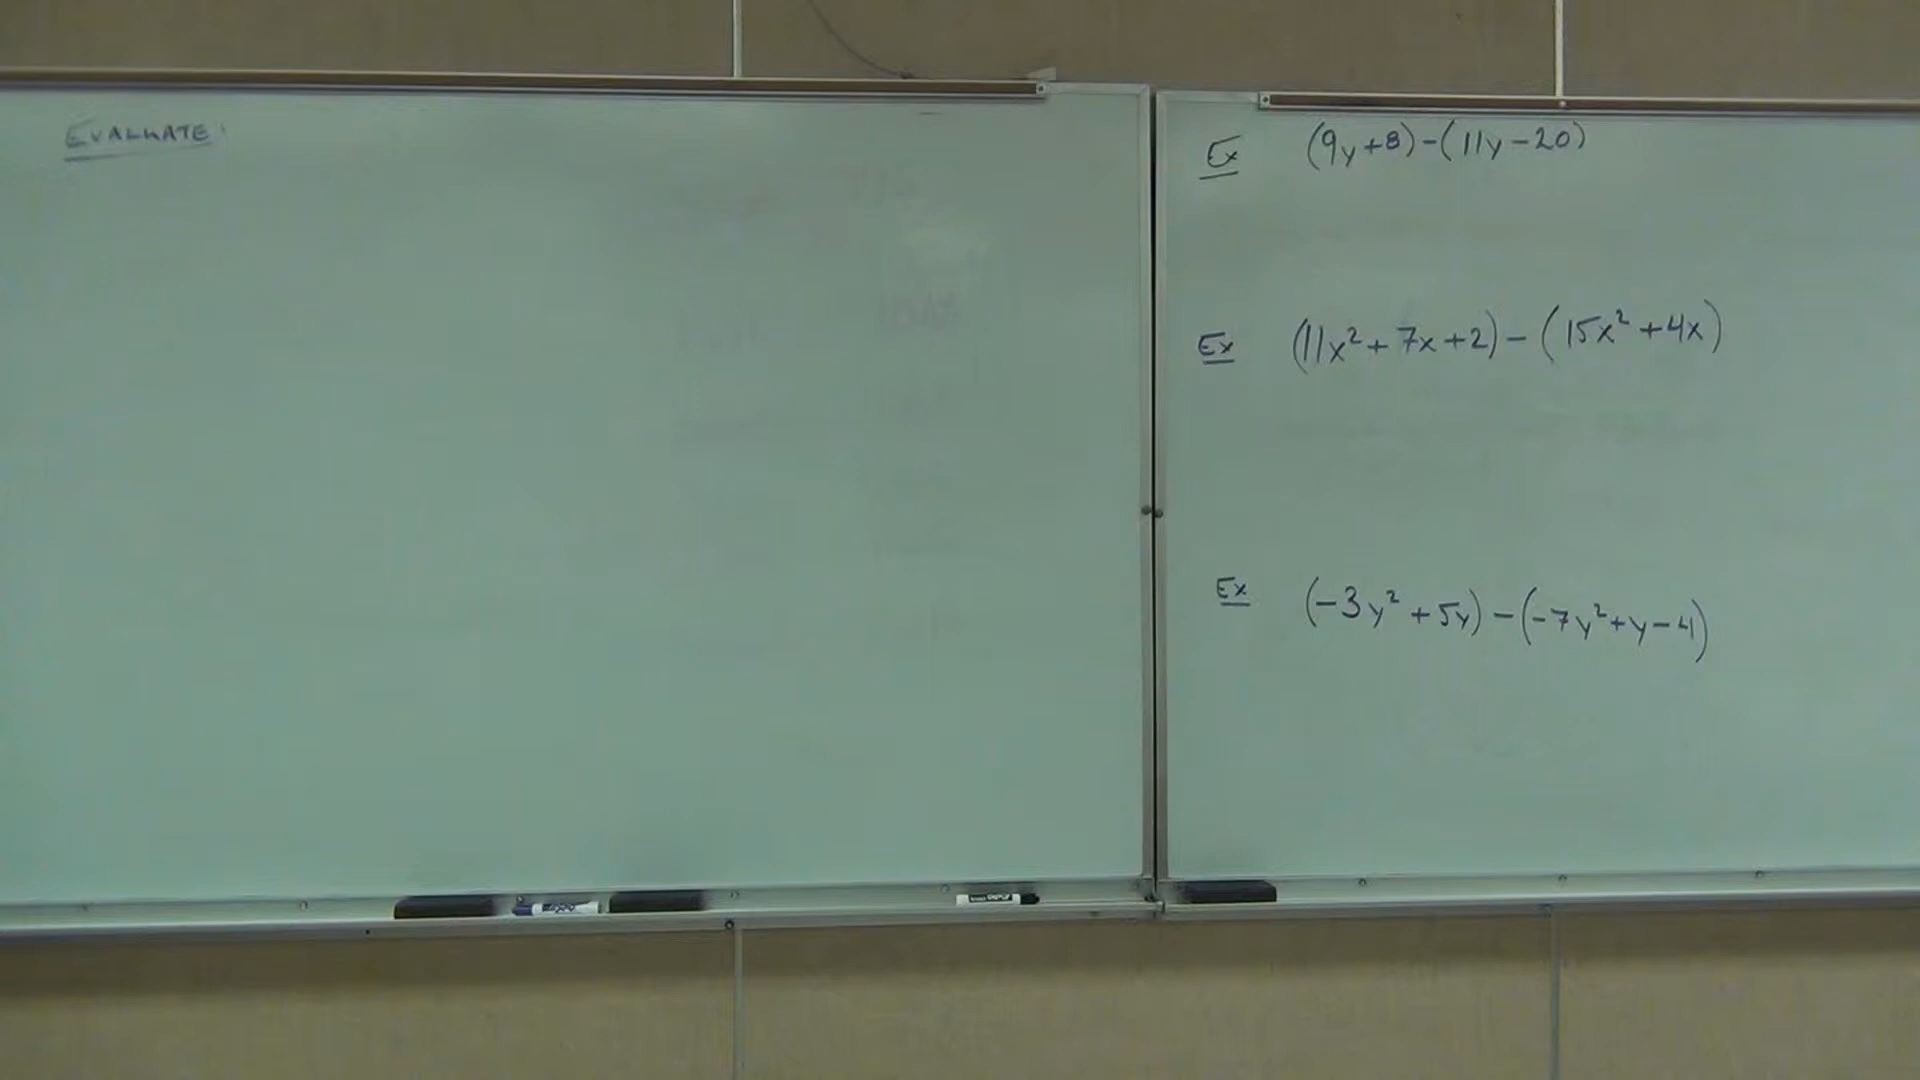 EVALUATE:
Ex (9y+8)-(11y-20)
Ex (11x²+7x+2)-(15x²+4x)
Ex (-3y²+5y)-(-7y²+y-4)